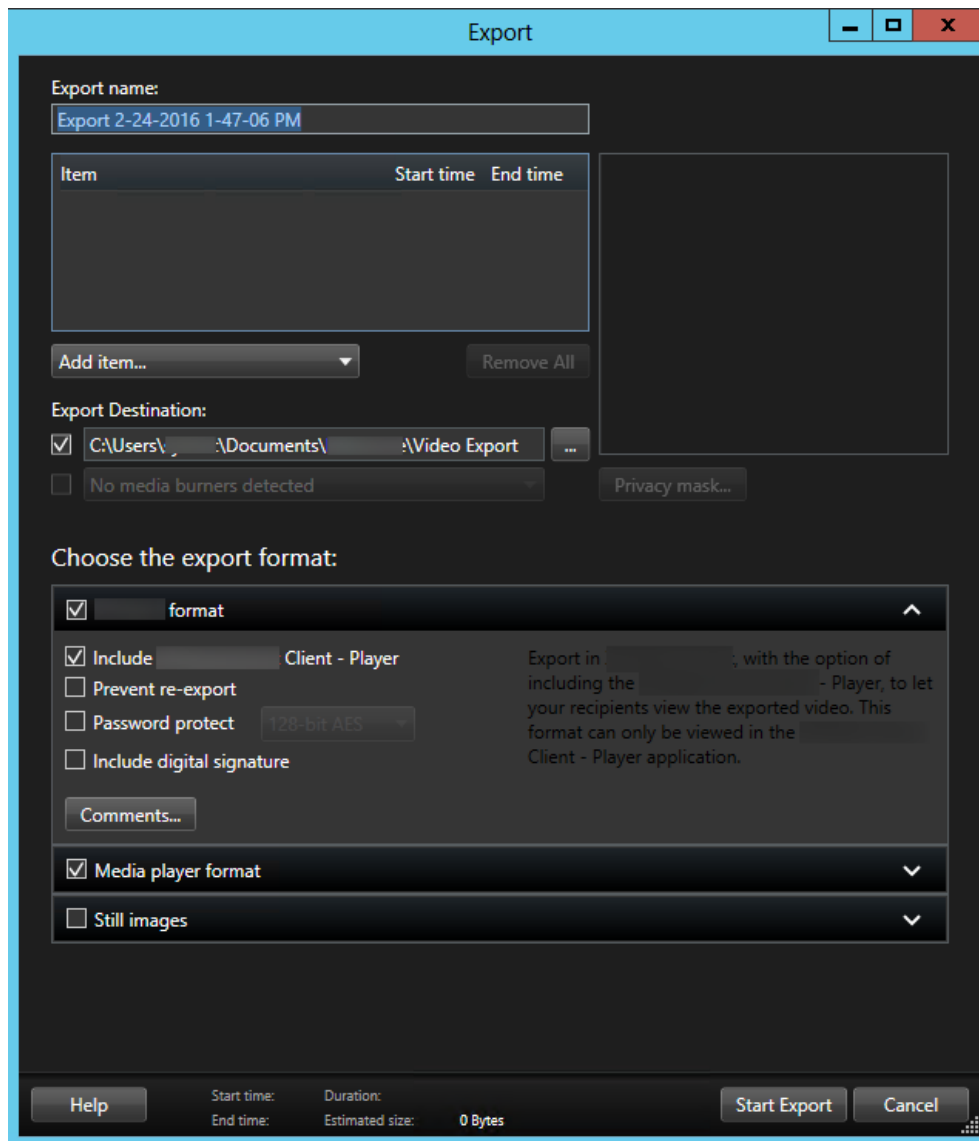 Export
Export name:
Export 2-24-2016 1-47-06 PM
Item Start time End time
Add item... Remove All
Export Destination:
C:\Users\ :\Documents\ :\Video Export ...
No media burners detected Privacy mask...
Choose the export format:
format
Include Client - Player
Prevent re-export
Password protect 128-bit AES
Include digital signature
Export in , with the option of
including the - Player, to let
your recipients view the exported video. This
format can only be viewed in the
Client - Player application.
Comments...
Media player format
Still images
Help
Start time: Duration:
End time: Estimated size: 0 Bytes
Start Export Cancel